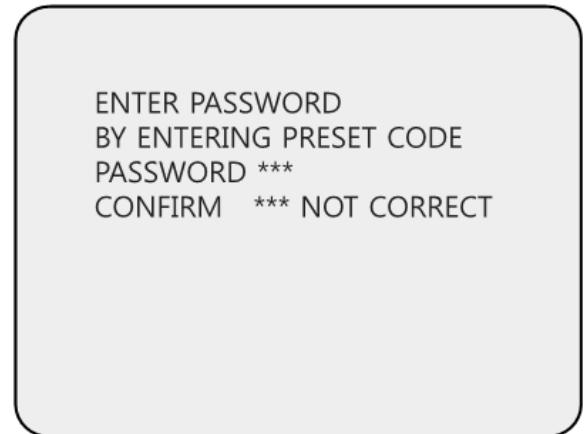 ENTER PASSWORD
BY ENTERING PRESET CODE
PASSWORD ***
CONFIRM *** NOT CORRECT